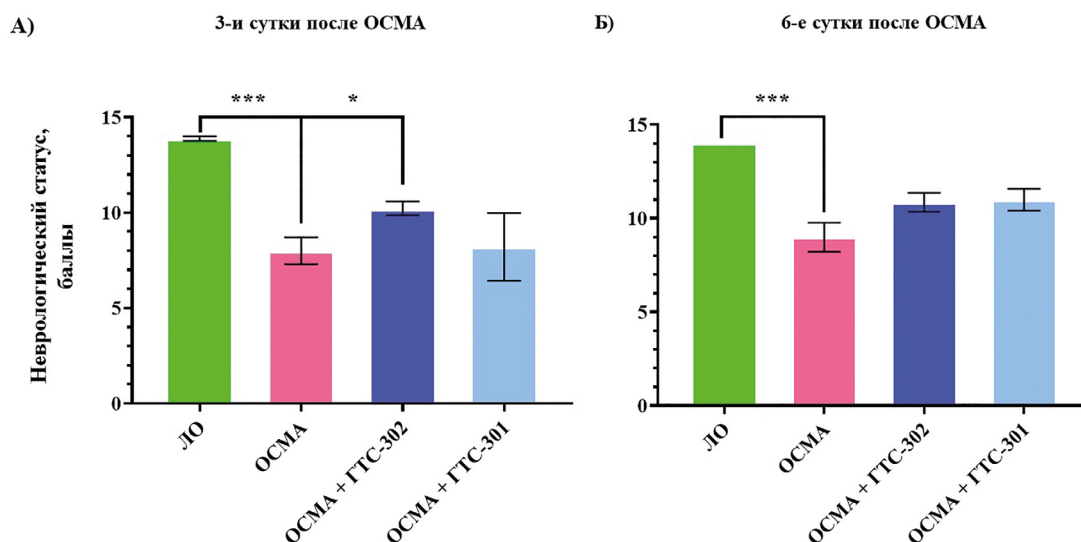 А)
3-и сутки после ОСМА
Неврологический статус,
баллы
15
10
5
0
***
*
ЛО
ОСМА
ОСМА + ГТС-302
ОСМА + ГТС-301
Б)
6-е сутки после ОСМА
15
10
5
0
***
ЛО
ОСМА
ОСМА + ГТС-302
ОСМА + ГТС-301